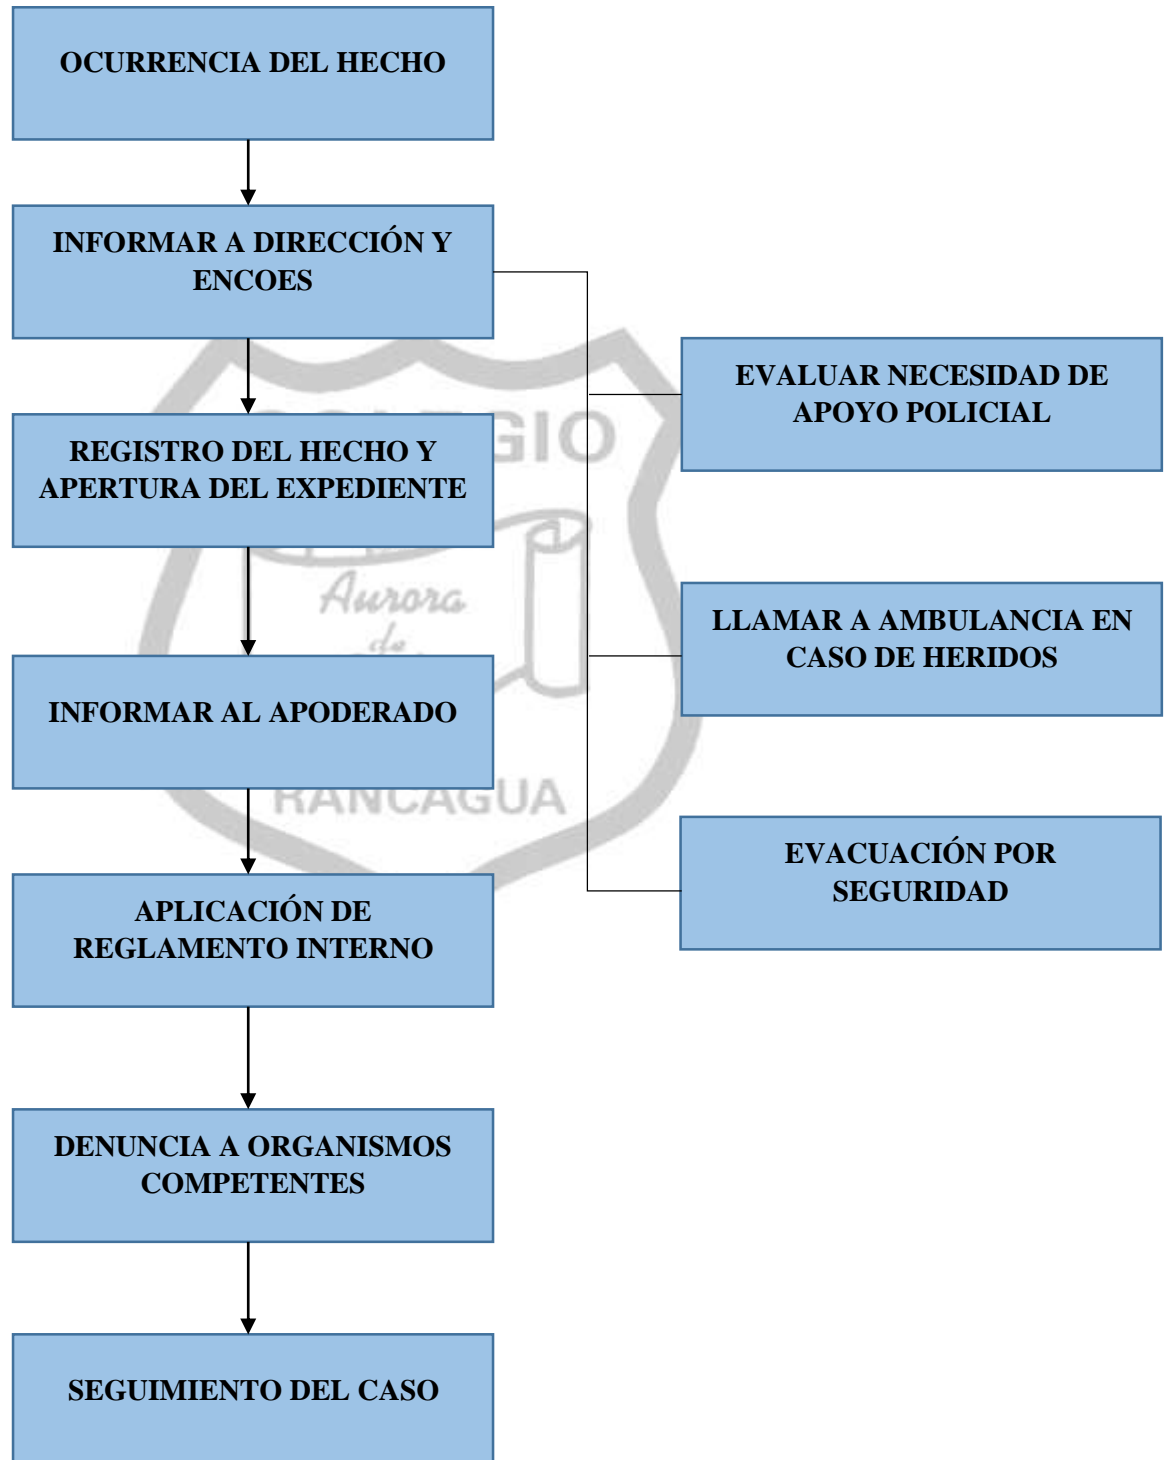 OCURRENCIA DEL HECHO
INFORMAR A DIRECCIÓN Y
ENCOES
EVALUAR NECESIDAD DE
APOYO POLICIAL
REGISTRO DEL HECHO Y
APERTURA DEL EXPEDIENTE
LLAMAR A AMBULANCIA EN
CASO DE HERIDOS
INFORMAR AL APODERADO
EVACUACIÓN POR
SEGURIDAD
APLICACIÓN DE
REGLAMENTO INTERNO
DENUNCIA A ORGANISMOS
COMPETENTES
SEGUIMIENTO DEL CASO
Aurora
de
RANCAGUA